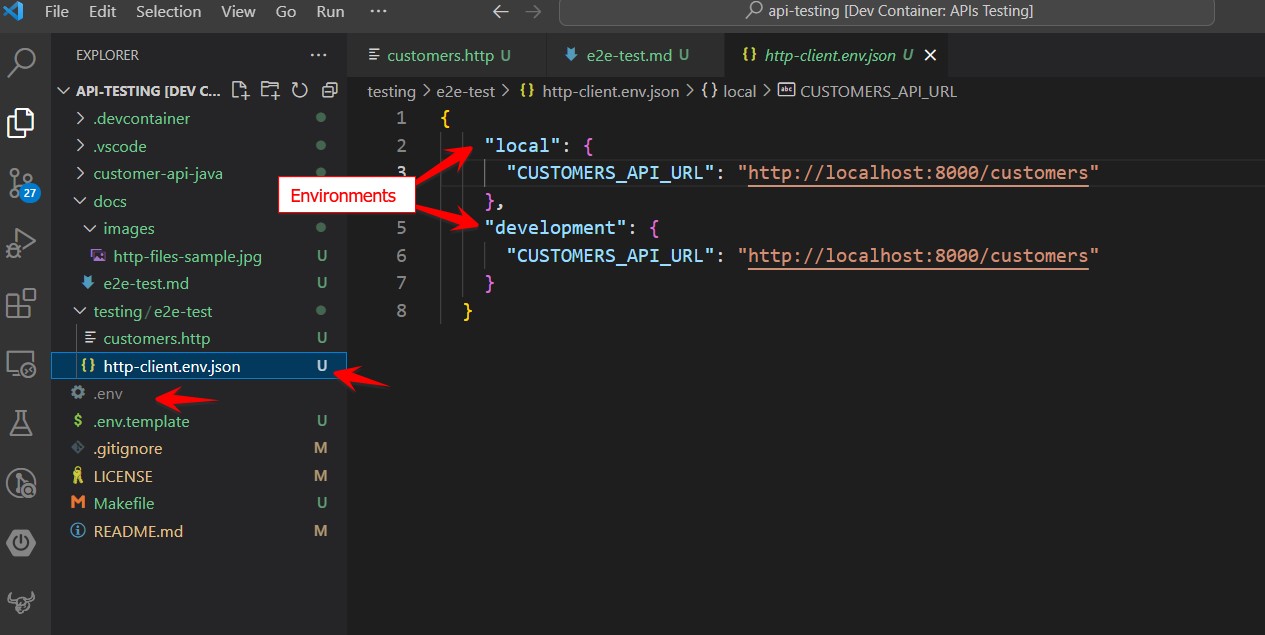 File Edit Selection View Go Run ··· api-testing [Dev Container: APIs Testing]
EXPLORER ···
customers.http U e2e-test.md U {} http-client.env.json U
API-TESTING [DEV C...
testing > e2e-test > {} http-client.env.json > {} local > abc CUSTOMERS_API_URL
.devcontainer
.vscode
customer-api-java
docs
images
http-files-sample.jpg U
e2e-test.md U
testing/e2e-test
customers.http U
{} http-client.env.json U
.env
$ .env.template U
.gitignore M
LICENSE M
Makefile U
README.md M
27
1 {
2 "local": {
3 "CUSTOMERS_API_URL": "http://localhost:8000/customers"
},
5 "development": {
6 "CUSTOMERS_API_URL": "http://localhost:8000/customers"
7 }
8 }
Environments